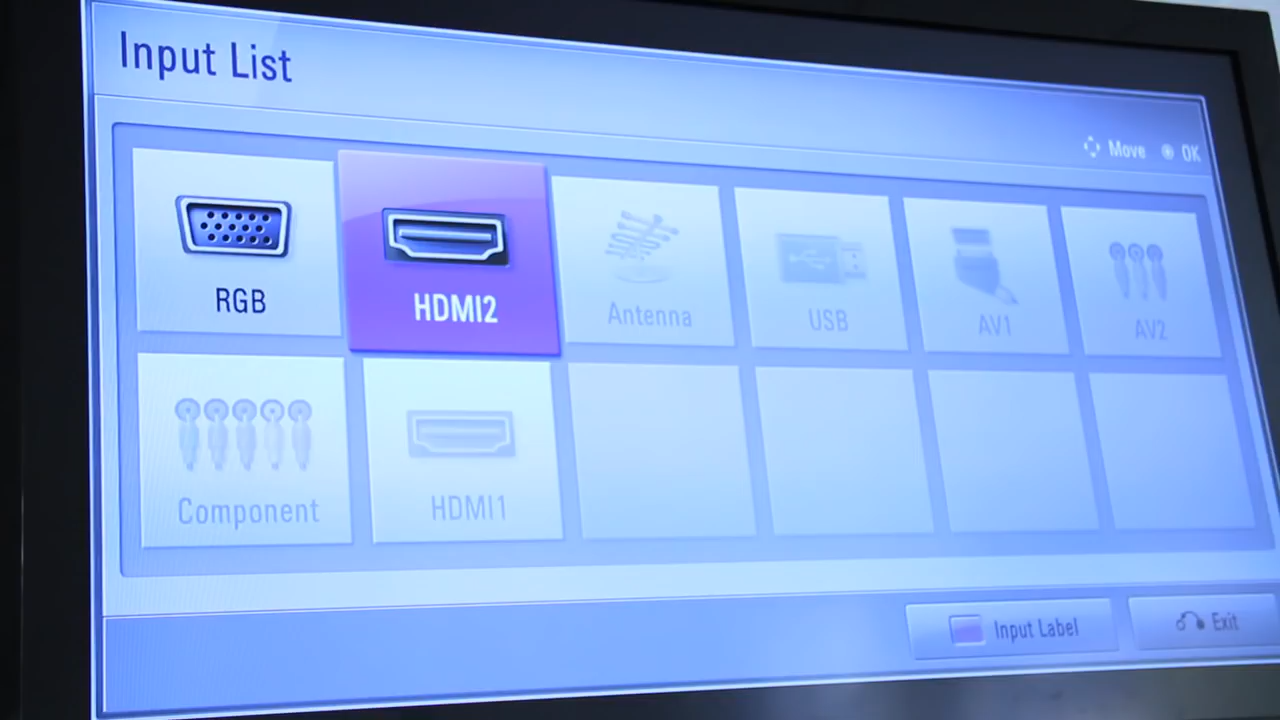 Input List
Move OK
RGB
HDMI2
Antenna
USB
AV1
AV2
Component
HDMI1
Input Label
Exit